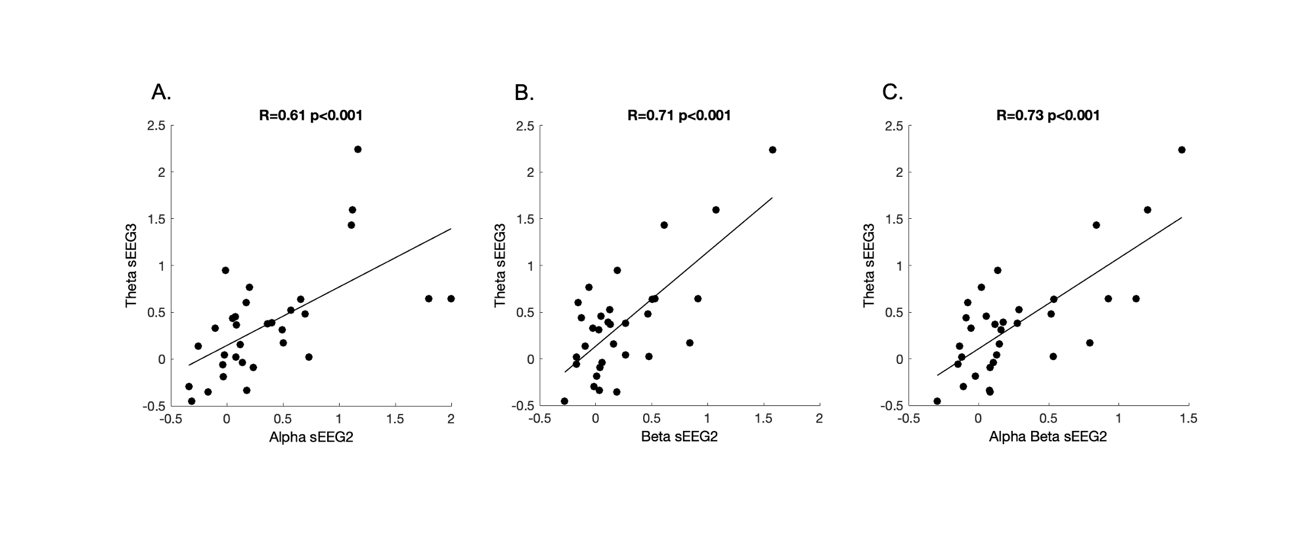 A.
R=0.61 p<0.001
2.5
2
1.5
1
0.5
0
-0.5
Theta sEEG3
-0.5 0 0.5 1 1.5 2
Alpha sEEG2
B.
R=0.71 p<0.001
2.5
2
1.5
1
0.5
0
-0.5
Theta sEEG3
-0.5 0 0.5 1 1.5 2
Beta sEEG2
C.
R=0.73 p<0.001
2.5
2
1.5
1
0.5
0
-0.5
Theta sEEG3
-0.5 0 0.5 1 1.5
Alpha Beta sEEG2